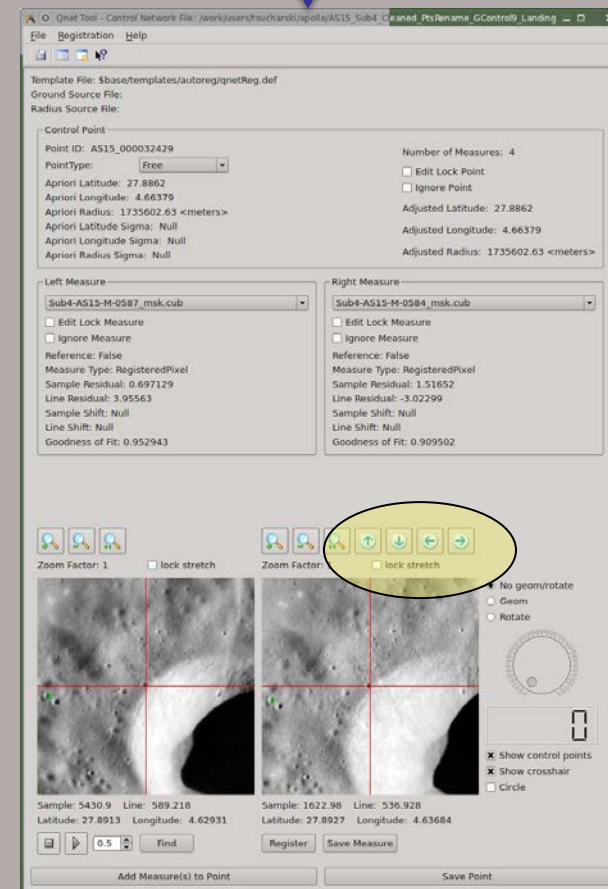 Qnet Tool - Control Network File: /work/users/tsucharski/apollo/AS15_Sub4_Cleaned_PtsRename_GControl9_Landing
File Registration Help
Template File: $base/templates/autoreg/qnetReg.def
Ground Source File:
Radius Source File:
Control Point
Point ID: AS15_000032429
PointType: Free
Apriori Latitude: 27.8862
Apriori Longitude: 4.66379
Apriori Radius: 1735602.63 <meters>
Apriori Latitude Sigma: Null
Apriori Longitude Sigma: Null
Apriori Radius Sigma: Null
Number of Measures: 4
Edit Lock Point
Ignore Point
Adjusted Latitude: 27.8862
Adjusted Longitude: 4.66379
Adjusted Radius: 1735602.63 <meters>
Left Measure
Sub4-AS15-M-0587_msk.cub
Edit Lock Measure
Ignore Measure
Reference: False
Measure Type: RegisteredPixel
Sample Residual: 0.697129
Line Residual: 3.95563
Sample Shift: Null
Line Shift: Null
Goodness of Fit: 0.952943
Right Measure
Sub4-AS15-M-0584_msk.cub
Edit Lock Measure
Ignore Measure
Reference: False
Measure Type: RegisteredPixel
Sample Residual: 1.51652
Line Residual: -3.02299
Sample Shift: Null
Line Shift: Null
Goodness of Fit: 0.909502
Zoom Factor: 1 lock stretch
Zoom Factor: lock stretch
No geom/rotate
Geom
Rotate
0
Show control points
Show crosshair
Circle
Sample: 5430.9 Line: 589.218
Latitude: 27.8913 Longitude: 4.62931
Sample: 1622.98 Line: 536.928
Latitude: 27.8927 Longitude: 4.63684
0.5 Find
Register Save Measure
Add Measure(s) to Point
Save Point